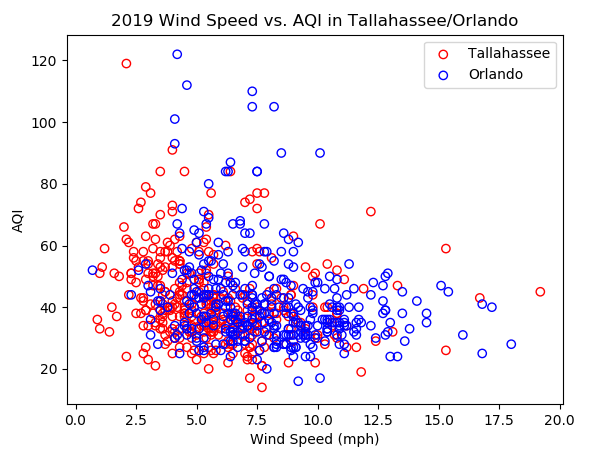 2019 Wind Speed vs. AQI in Tallahassee/Orlando
Tallahassee
Orlando
120
100
80
60
40
20
AQI
0.0 2.5 5.0 7.5 10.0 12.5 15.0 17.5 20.0
Wind Speed (mph)